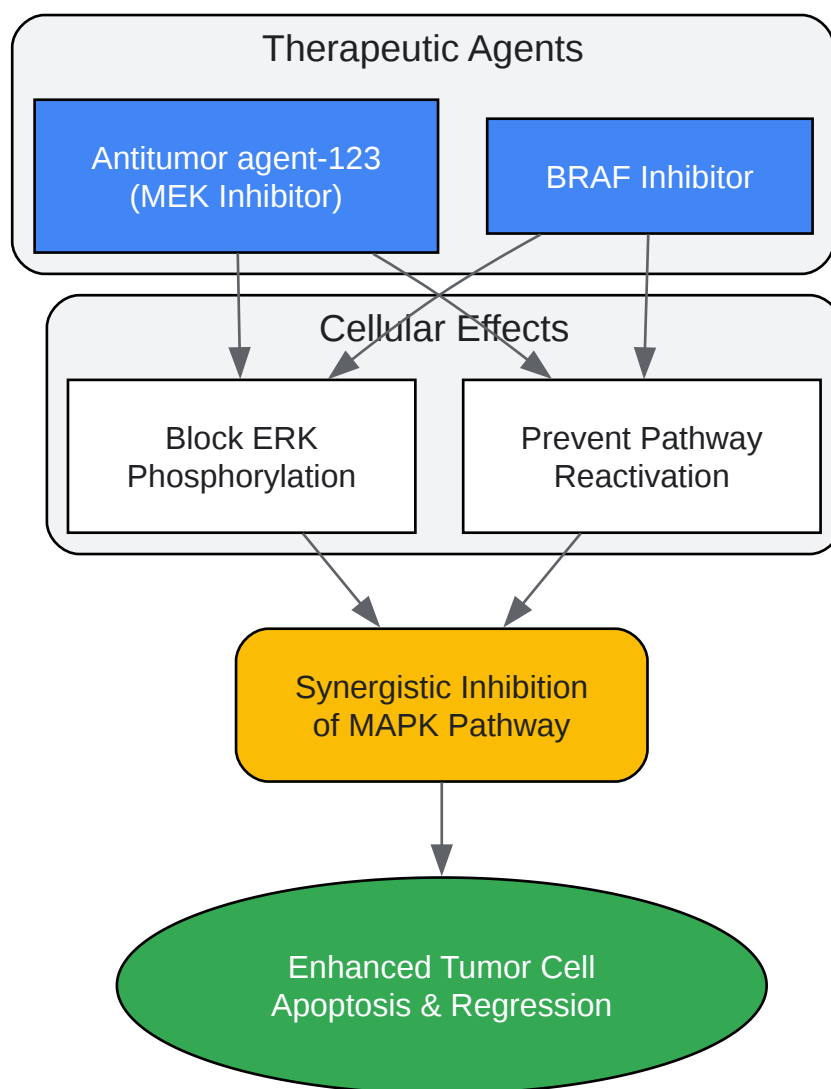 Therapeutic Agents
Antitumor agent-123
(MEK Inhibitor)
BRAF Inhibitor
Cellular Effects
Block ERK
Phosphorylation
Prevent Pathway
Reactivation
Synergistic Inhibition
of MAPK Pathway
Enhanced Tumor Cell
Apoptosis & Regression